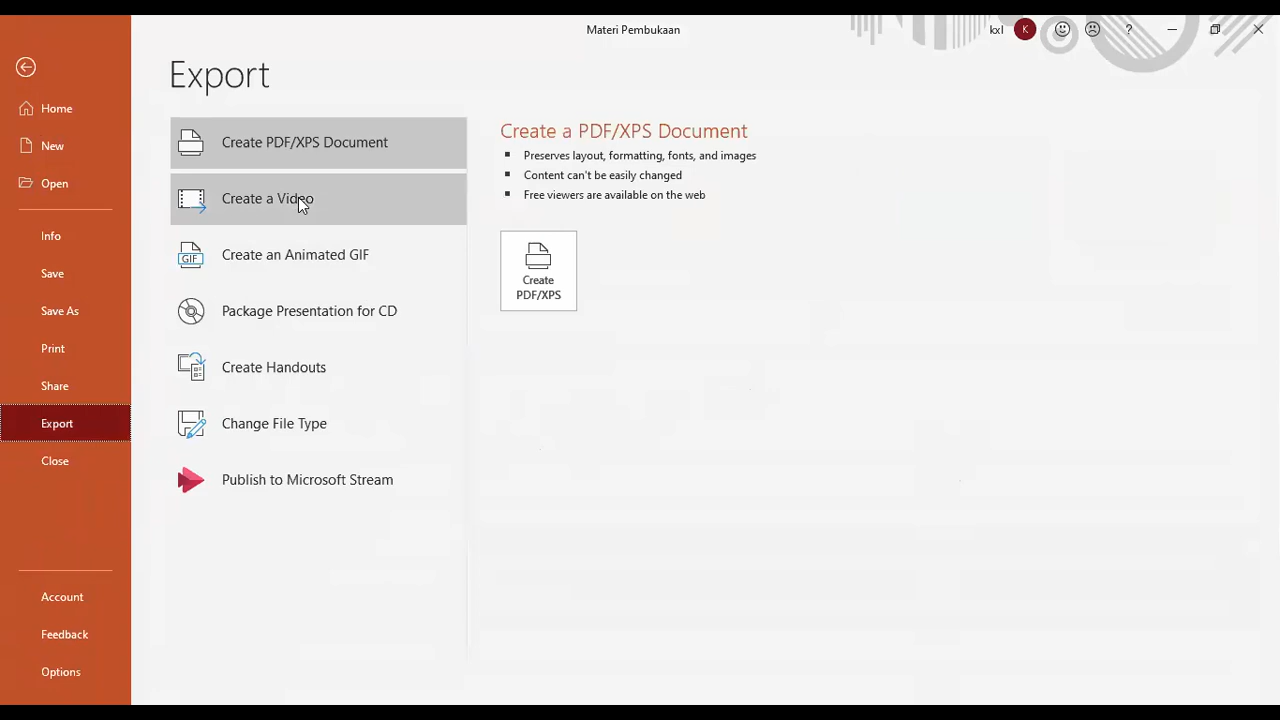 Materi Pembukaan
kxl
K
?
Export
Home
New
Open
Info
Save
Save As
Print
Share
Export
Close
Account
Feedback
Options
Create PDF/XPS Document
Create a Video
GIF
Create an Animated GIF
Package Presentation for CD
Create Handouts
Change File Type
Publish to Microsoft Stream
Create a PDF/XPS Document
Preserves layout, formatting, fonts, and images
Content can't be easily changed
Free viewers are available on the web
Create
PDF/XPS